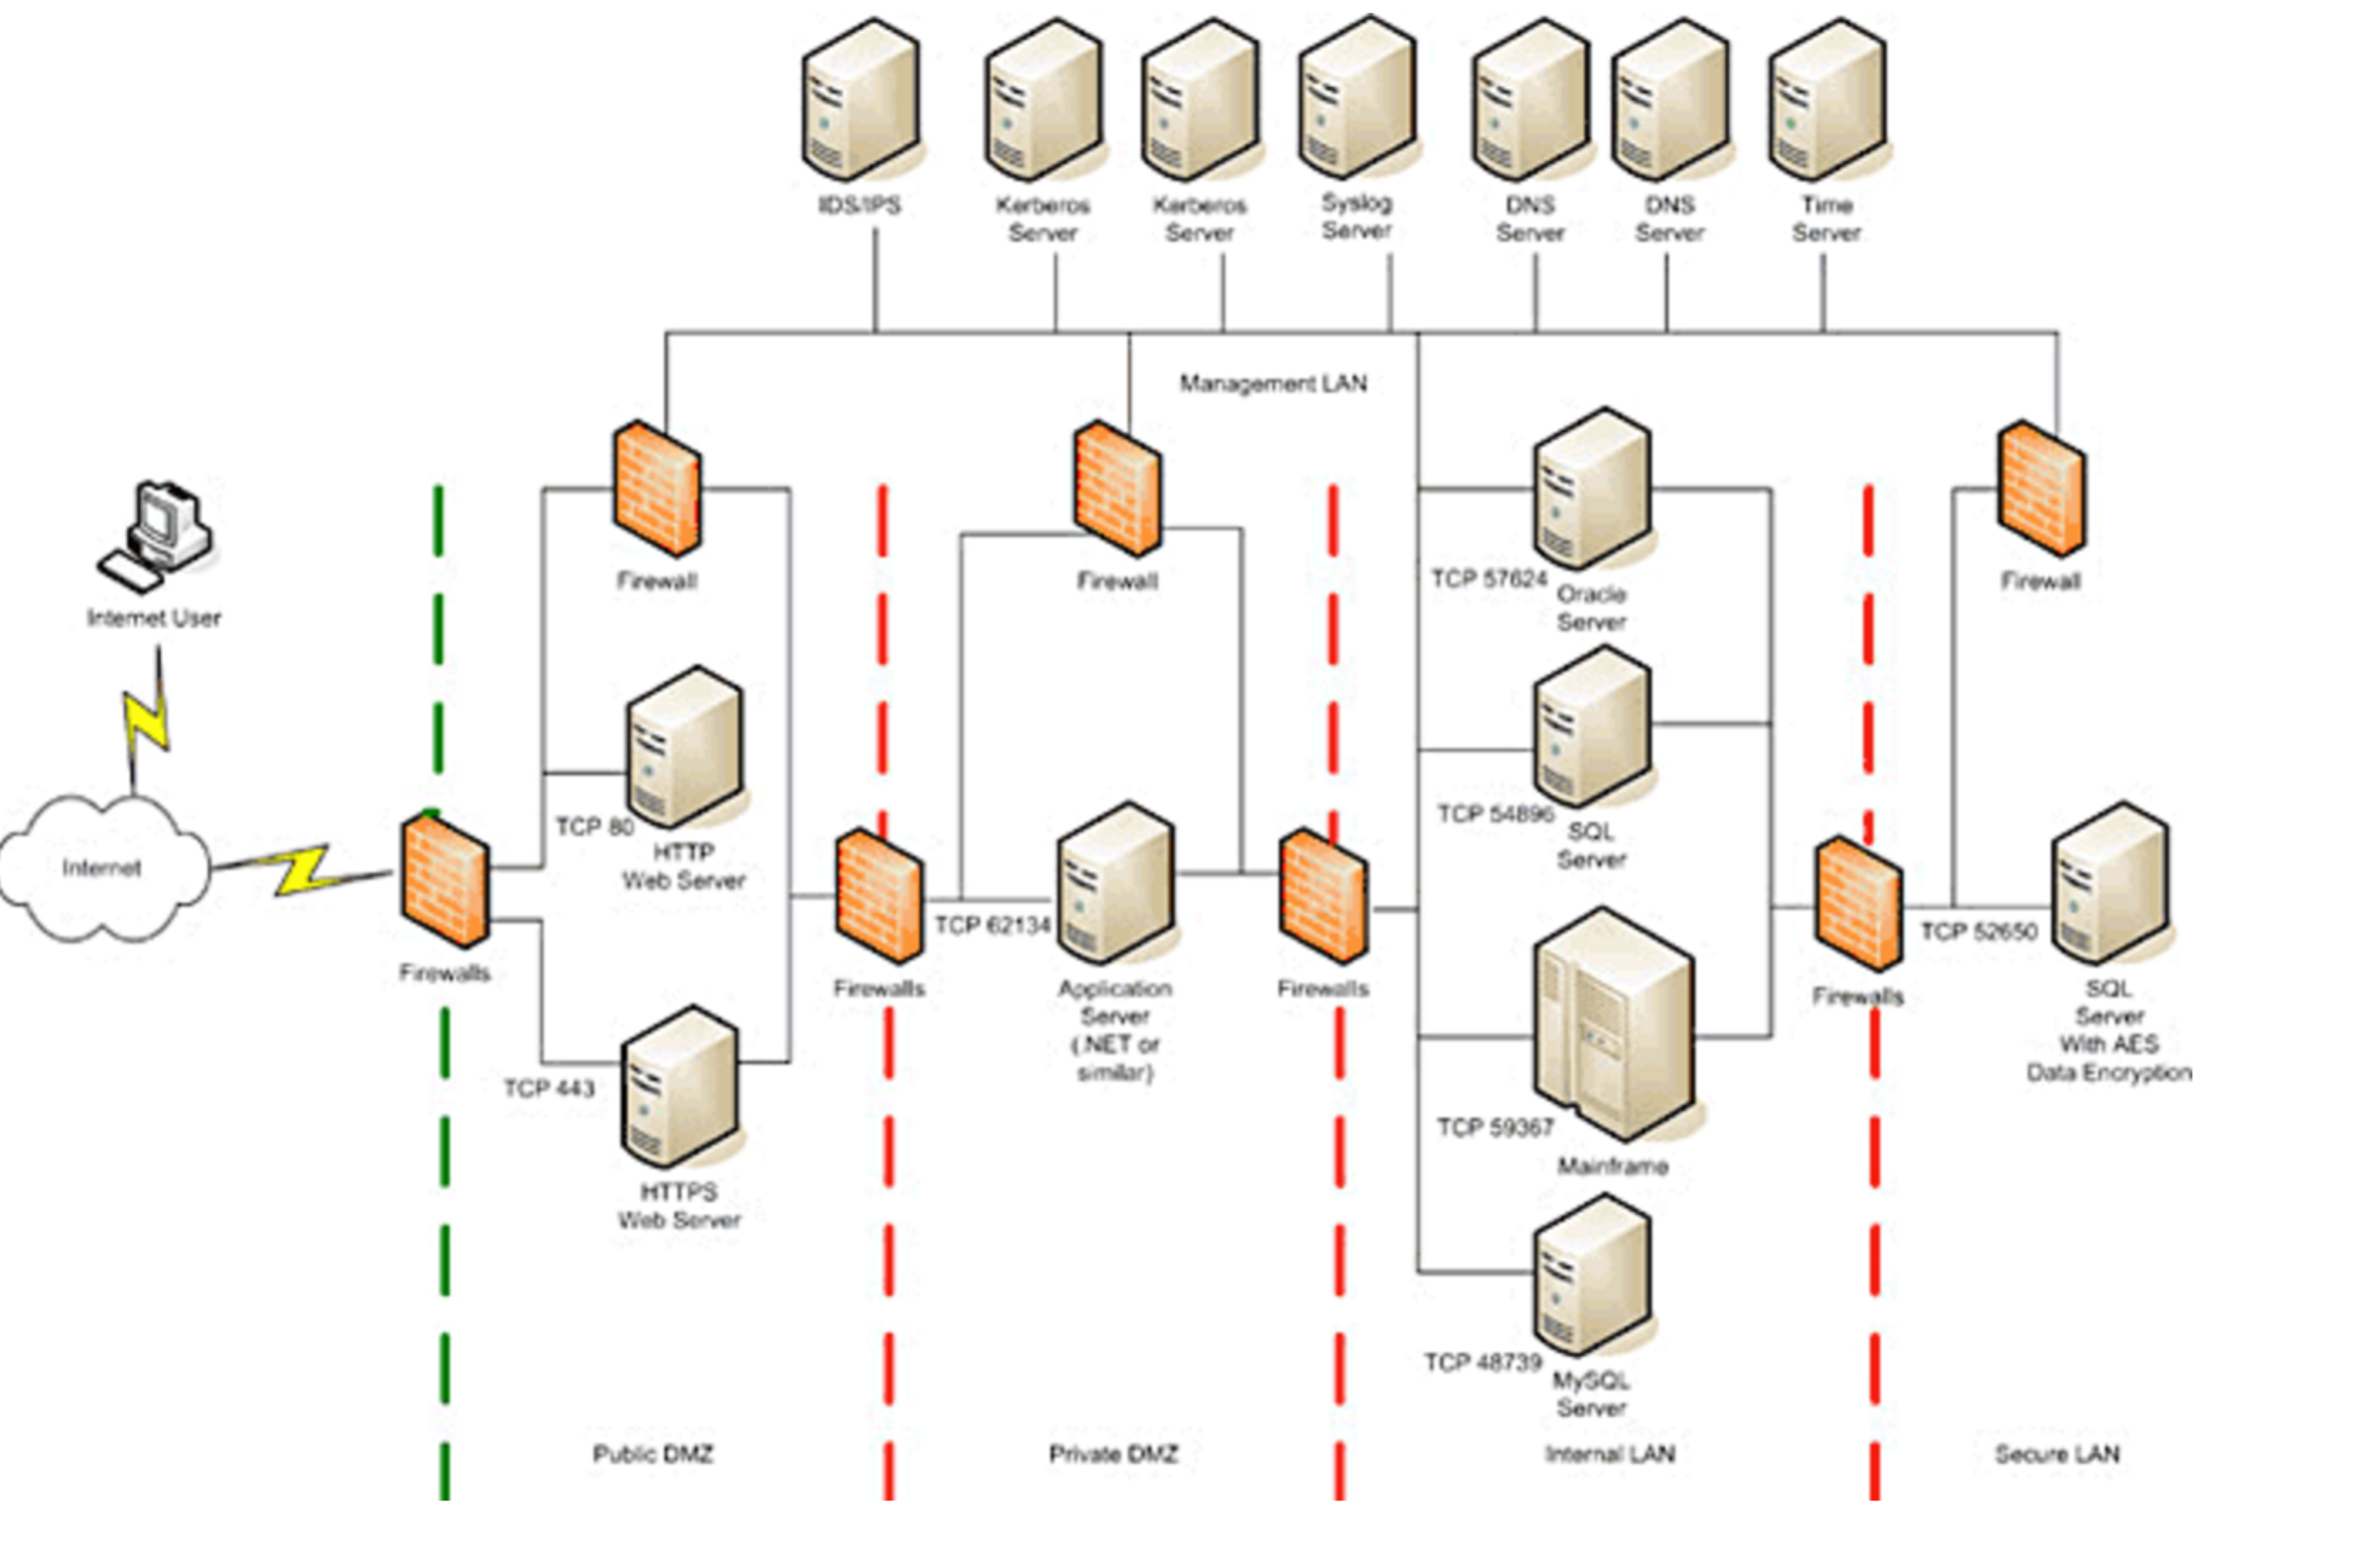 IDS/IPS
Kerberos
Server
Kerberos
Server
Syslog
Server
DNS
Server
DNS
Server
Time
Server
Management LAN
Internet User
Internet
Firewalls
Firewall
TCP 80
HTTP
Web Server
TCP 443
HTTPS
Web Server
Public DMZ
Firewalls
Firewall
TCP 62134
Application
Server
(.NET or
similar)
Private DMZ
Firewalls
TCP 57624
Oracle
Server
TCP 54896
SQL
Server
TCP 59367
Mainframe
TCP 48739
MySQL
Server
Internal LAN
Firewalls
Firewall
TCP 52650
SQL
Server
With AES
Data Encryption
Secure LAN